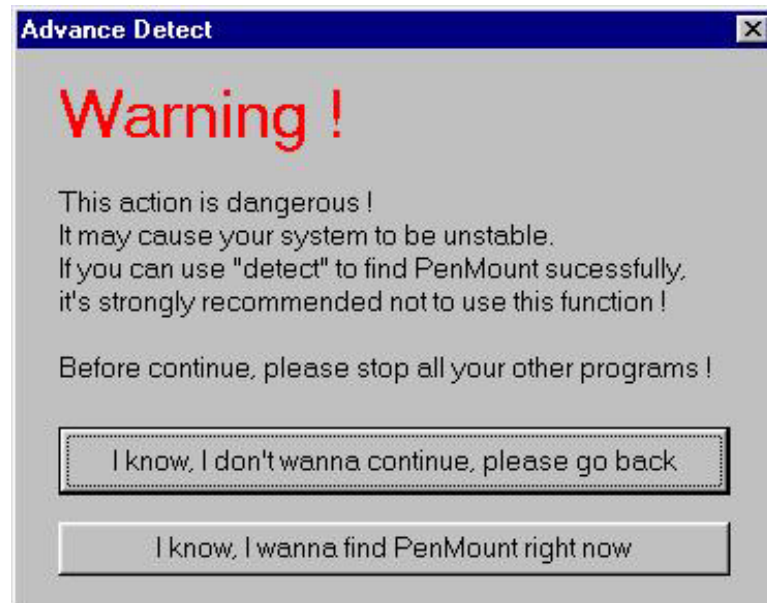 Advance Detect
Warning !
This action is dangerous !
It may cause your system to be unstable.
If you can use "detect" to find PenMount sucessfully,
it's strongly recommended not to use this function !
Before continue, please stop all your other programs !
I know, I don't wanna continue, please go back
I know, I wanna find PenMount right now